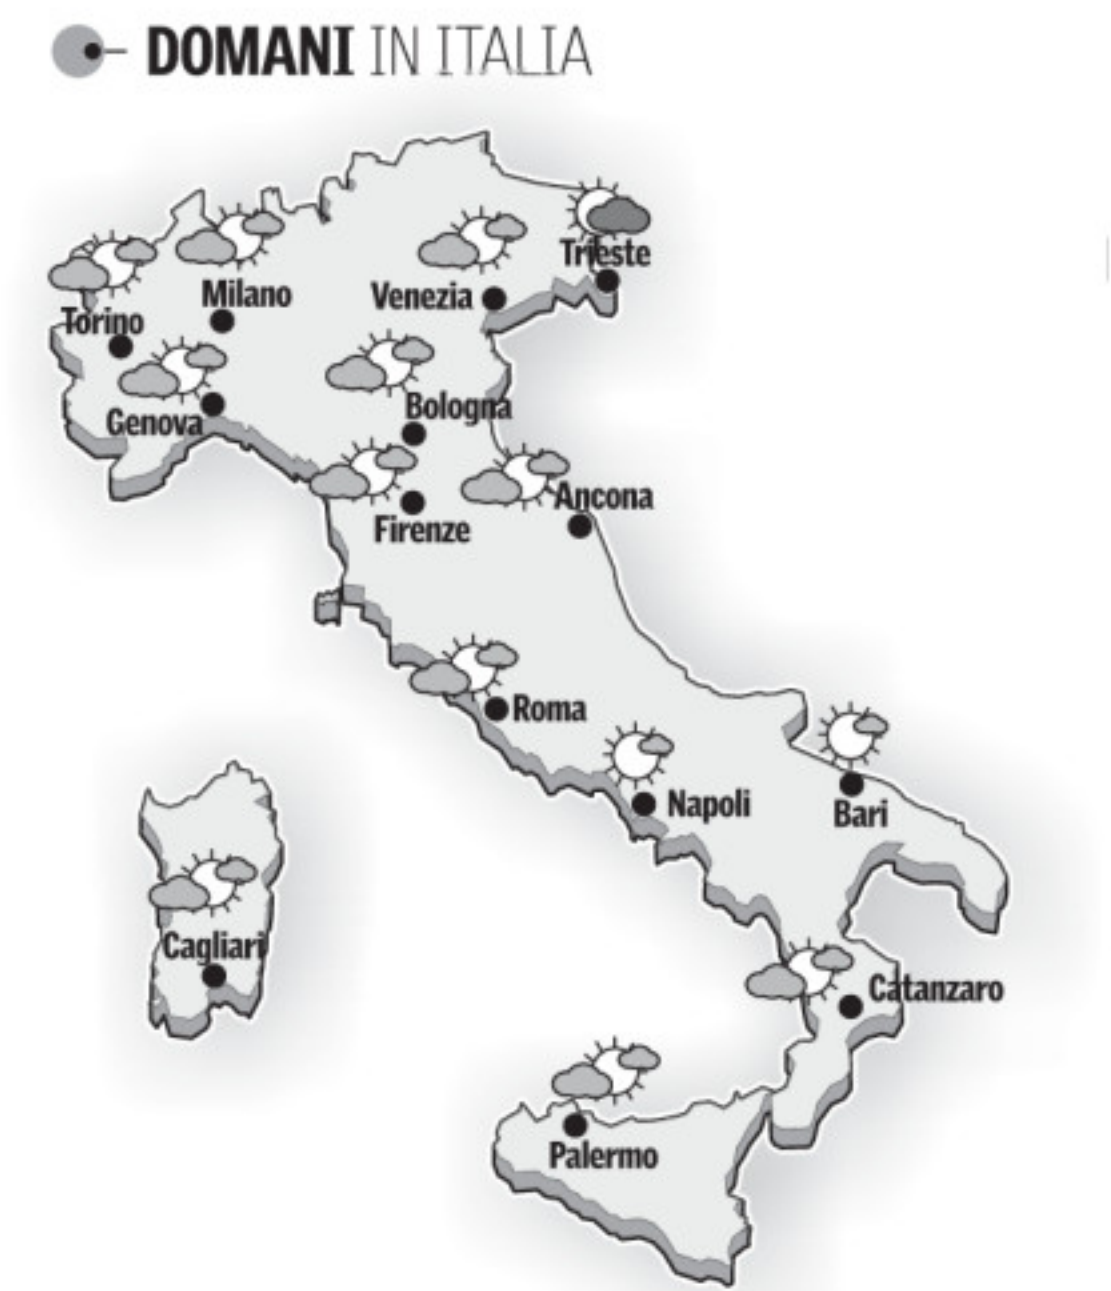 DOMANI IN ITALIA
Trieste
Milano
Venezia
Torino
Bologna
Genova
Ancona
Firenze
Roma
Napoli
Bari
Cagliari
Catanzaro
Palermo